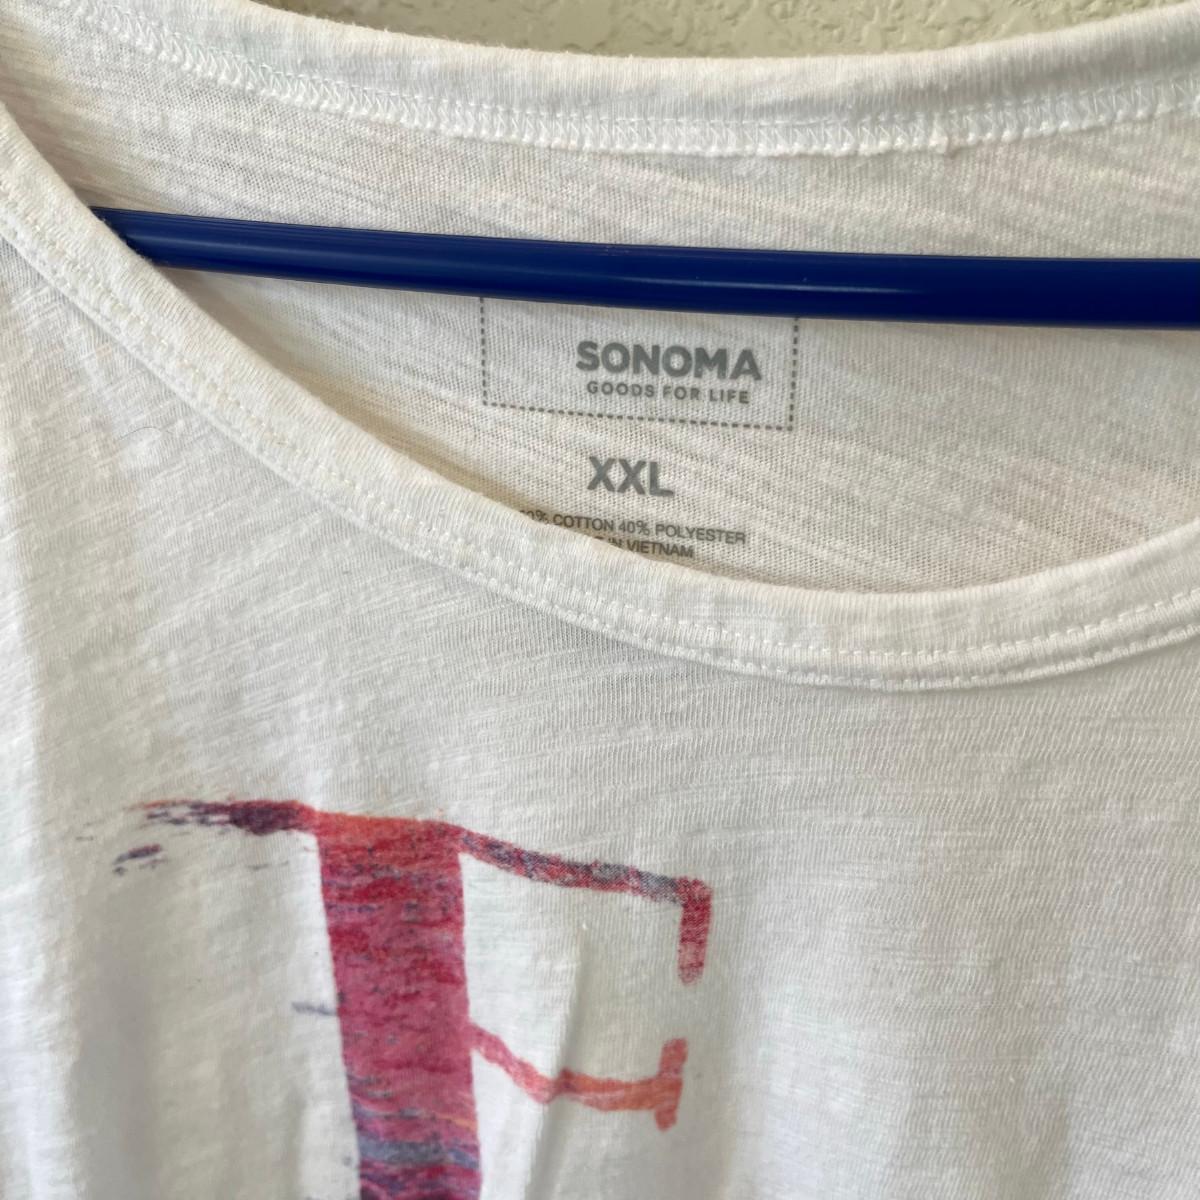 SONOMA
GOODS FOR LIFE
XXL
COTTON 40% POLYESTER
IN VIETNAM
F